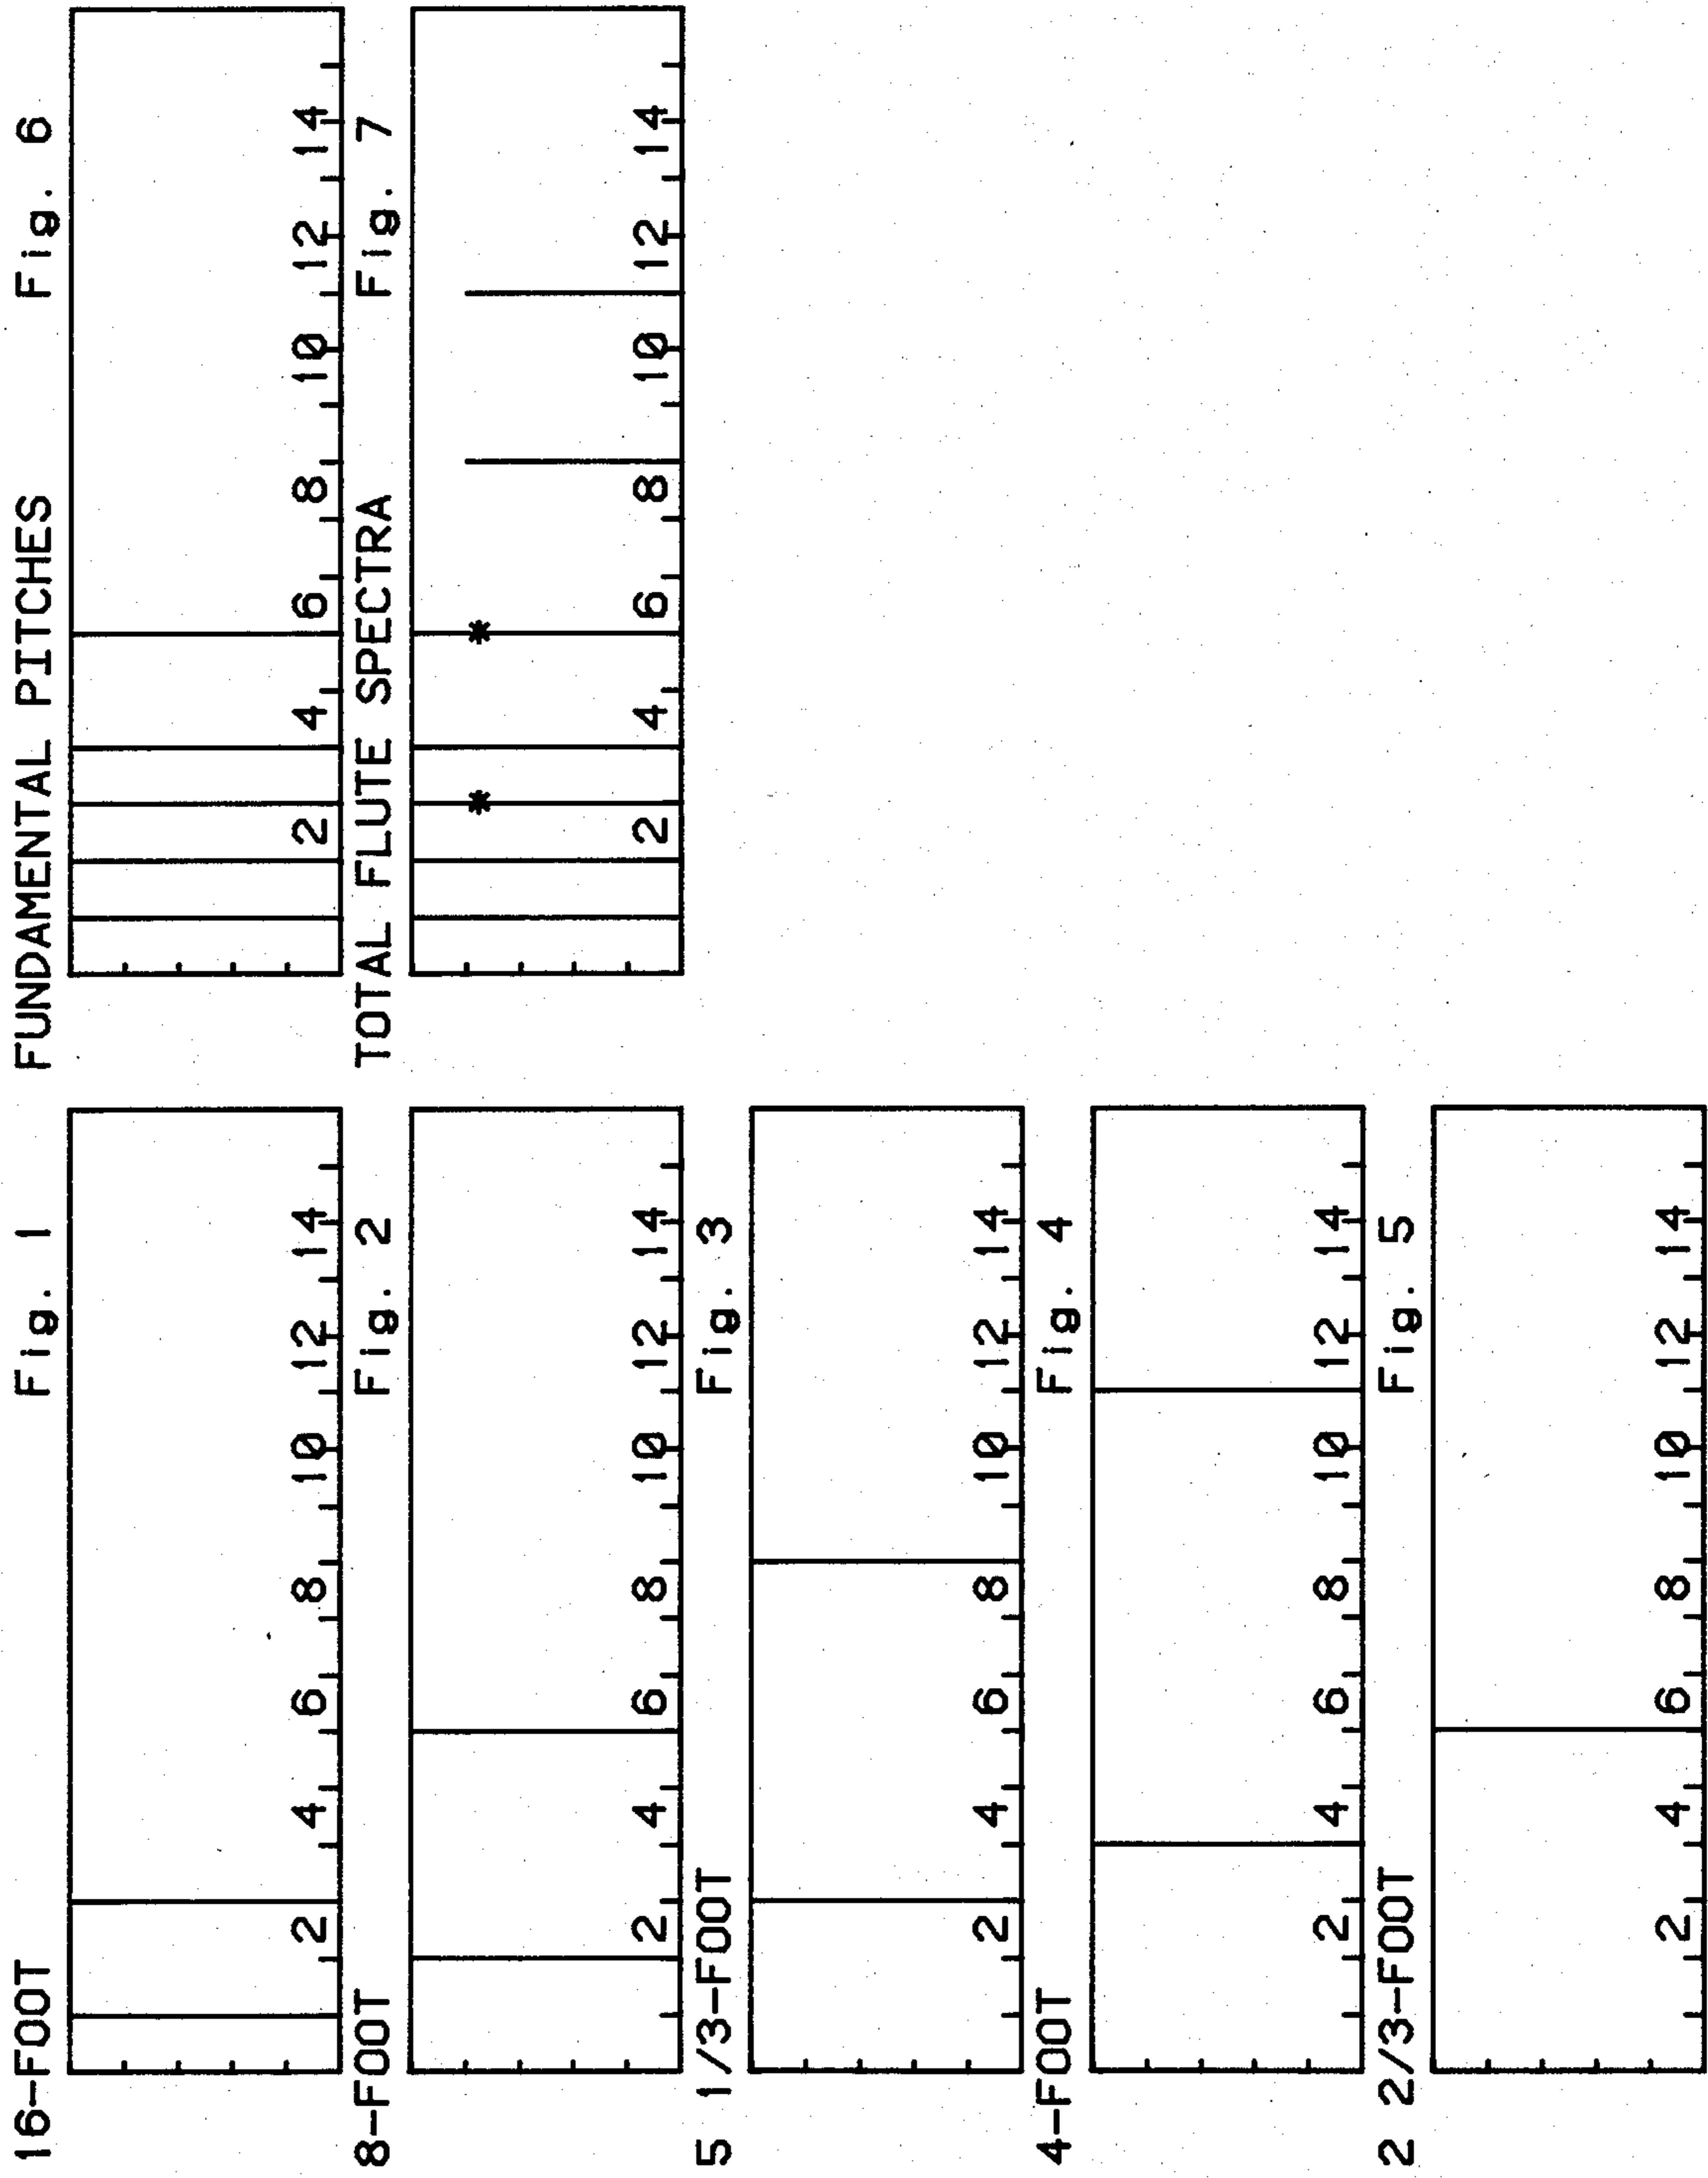 16-FOOT Fig. 1
2 4 6 8 10 12 14
8-FOOT Fig. 2
2 4 6 8 10 12 14
5 1/3-FOOT Fig. 3
2 4 6 8 10 12 14
4-FOOT Fig. 4
2 4 6 8 10 12 14
2 2/3-FOOT Fig. 5
2 4 6 8 10 12 14
FUNDAMENTAL PITCHES Fig. 6
2 4 6 8 10 12 14
TOTAL FLUTE SPECTRA Fig. 7
* *
2 4 6 8 10 12 14